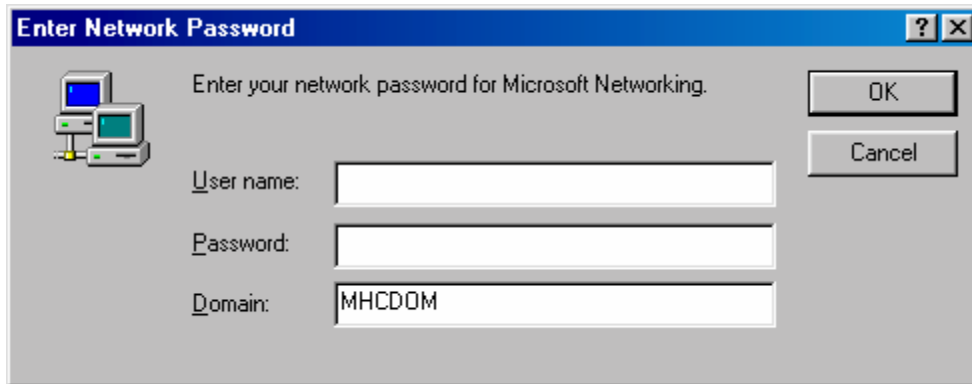 Enter Network Password
Enter your network password for Microsoft Networking.
OK
Cancel
User name:
Password:
Domain: MHCDOM